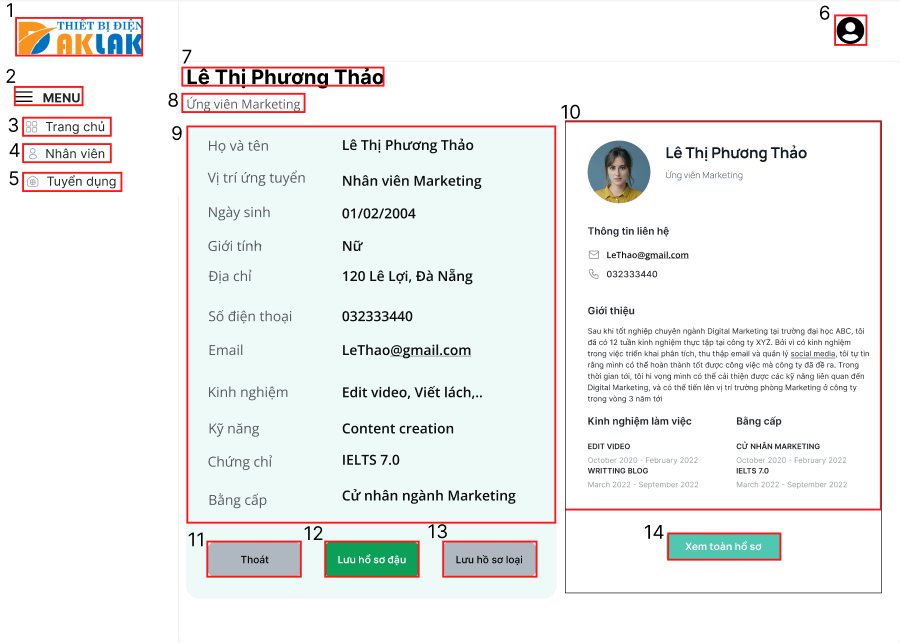 1
THIẾT BỊ ĐIỆN
ĐAKLAK
2
MENU
3 Trang chủ
4 Nhân viên
5 Tuyển dụng
6
7
Lê Thị Phương Thảo
8 Ứng viên Marketing
9
Họ và tên Lê Thị Phương Thảo
Vị trí ứng tuyển Nhân viên Marketing
Ngày sinh 01/02/2004
Giới tính Nữ
Địa chỉ 120 Lê Lợi, Đà Nẵng
Số điện thoại 032333440
Email LeThao@gmail.com
Kinh nghiệm Edit video, Viết lách,..
Kỹ năng Content creation
Chứng chỉ IELTS 7.0
Bằng cấp Cử nhân ngành Marketing
11 Thoát
12 Lưu hồ sơ đậu
13 Lưu hồ sơ loại
10
Lê Thị Phương Thảo
Ứng viên Marketing
Thông tin liên hệ
LeThao@gmail.com
032333440
Giới thiệu
Sau khi tốt nghiệp chuyên ngành Digital Marketing tại trường đại học ABC, tôi
đã có 12 tuần kinh nghiệm thực tập tại công ty XYZ. Bởi vì có kinh nghiệm
trong việc triển khai phân tích, thu thập email và quản lý social media, tôi tự tin
rằng mình có thể hoàn thành tốt được công việc mà công ty đã đề ra. Trong
thời gian tới, tôi hi vọng mình có thể cải thiện được các kỹ năng liên quan đến
Digital Marketing, và có thể tiến lên vị trí trưởng phòng Marketing ở công ty
trong vòng 3 năm tới
Kinh nghiệm làm việc Bằng cấp
EDIT VIDEO CỬ NHÂN MARKETING
October 2020 - February 2022 October 2020 - February 2022
WRITTING BLOG IELTS 7.0
March 2022 - September 2022 March 2022 - September 2022
14 Xem toàn hồ sơ